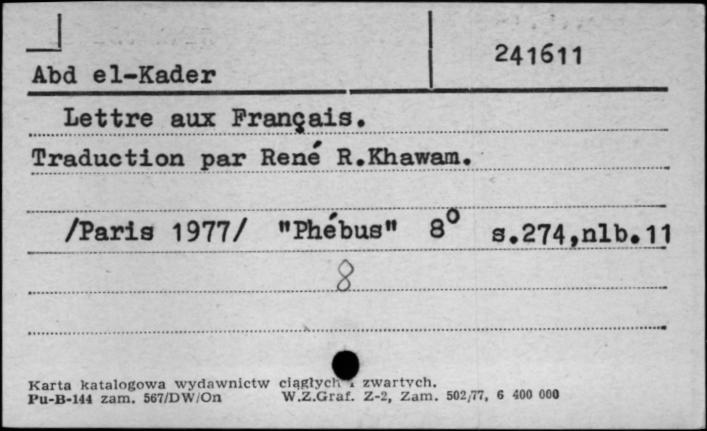 241611
Abd el-Kader
Lettre aux Français.
Traduction par René R.Khawam.
/Paris 1977/ "Phébus" 8⁰ s.274,nlb.11
8
Karta katalogowa wydawnictw ciągłych i zwartych.
Pu-B-144 zam. 567/DW/On W.Z.Graf. Z-2, Zam. 502/77, 6 400 000